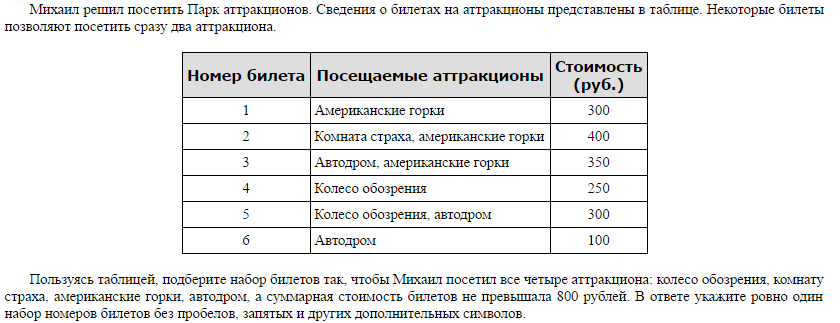 Михаил решил посетить Парк аттракционов. Сведения о билетах на аттракционы представлены в таблице. Некоторые билеты
позволяют посетить сразу два аттракциона.
Номер билета Посещаемые аттракционы Стоимость (руб.)
1 Американские горки 300
2 Комната страха, американские горки 400
3 Автодром, американские горки 350
4 Колесо обозрения 250
5 Колесо обозрения, автодром 300
6 Автодром 100
Пользуясь таблицей, подберите набор билетов так, чтобы Михаил посетил все четыре аттракциона: колесо обозрения, комнату
страха, американские горки, автодром, а суммарная стоимость билетов не превышала 800 рублей. В ответе укажите ровно один
набор номеров билетов без пробелов, запятых и других дополнительных символов.